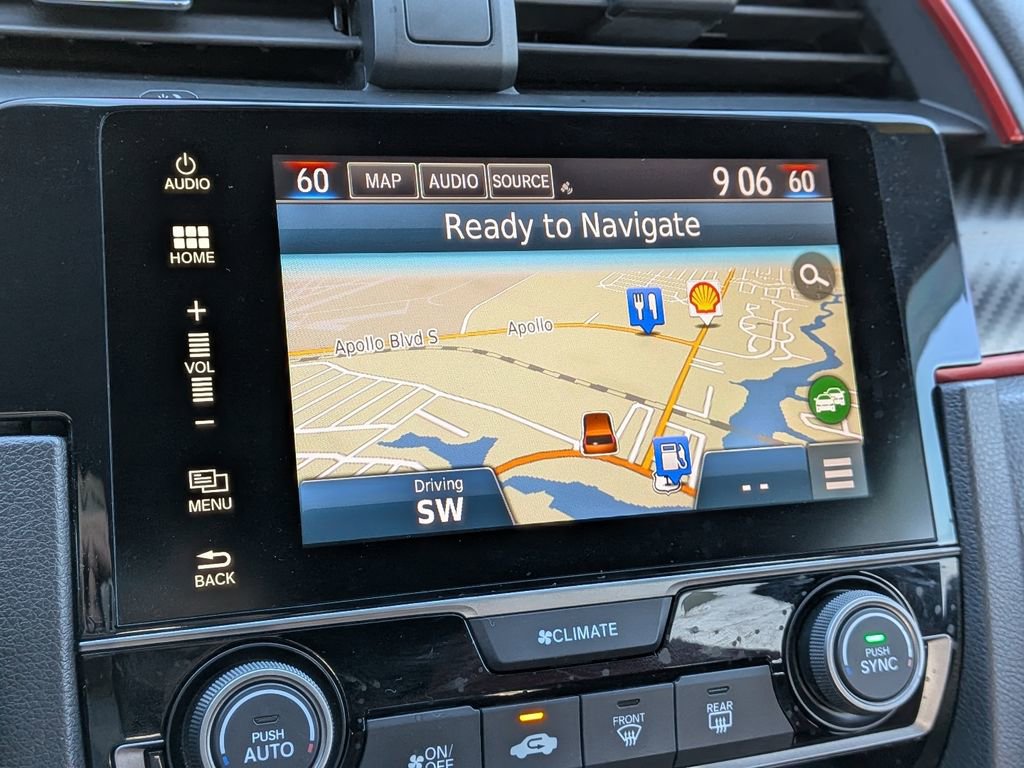 AUDIO
HOME
+
VOL
−
MENU
BACK
60 MAP AUDIO SOURCE 9 06 60
Ready to Navigate
Apollo Blvd S
Apollo
Driving
SW
--
CLIMATE
PUSH
AUTO
ON/
OFF
FRONT
REAR
PUSH
SYNC